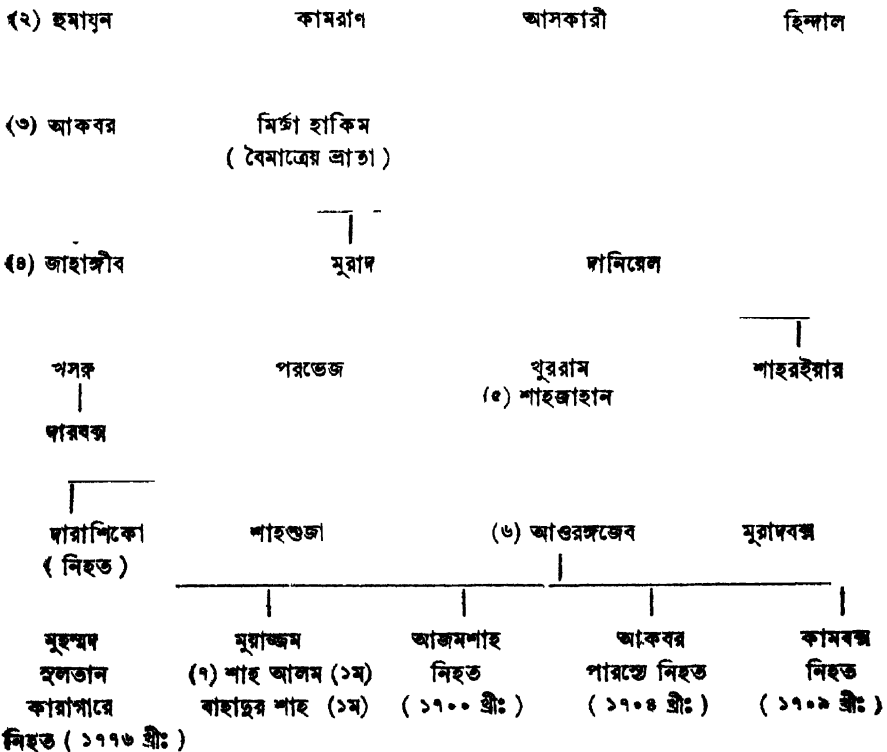 (২) হুমাযূন কামরাণ আসকারী হিন্দাল
(৩) আকবর মির্জা হাকিম
( বৈমাত্রেয় ভ্রাতা )
(৪) জাহাঙ্গীব মুরাদ দানিয়েল
খসরু পরভেজ খুররাম শাহরইয়ার
(৫) শাহজাহান
দারবক্স
দারাশিকো শাহশুজা (৬) আওরঙ্গজেব মুরাদবক্স
( নিহত )
মুহম্মদ মুয়াজ্জম আজমশাহ আকবর কামবক্স
সুলতান (৭) শাহ আলম (১ম) নিহত পারস্যে নিহত নিহত
কারাগারে বাহাদুর শাহ (১ম) ( ১৭০০ খ্রীঃ ) ( ১৭০৪ খ্রীঃ ) ( ১৭০৯ খ্রীঃ )
নিহত ( ১৭৭৬ খ্রীঃ )